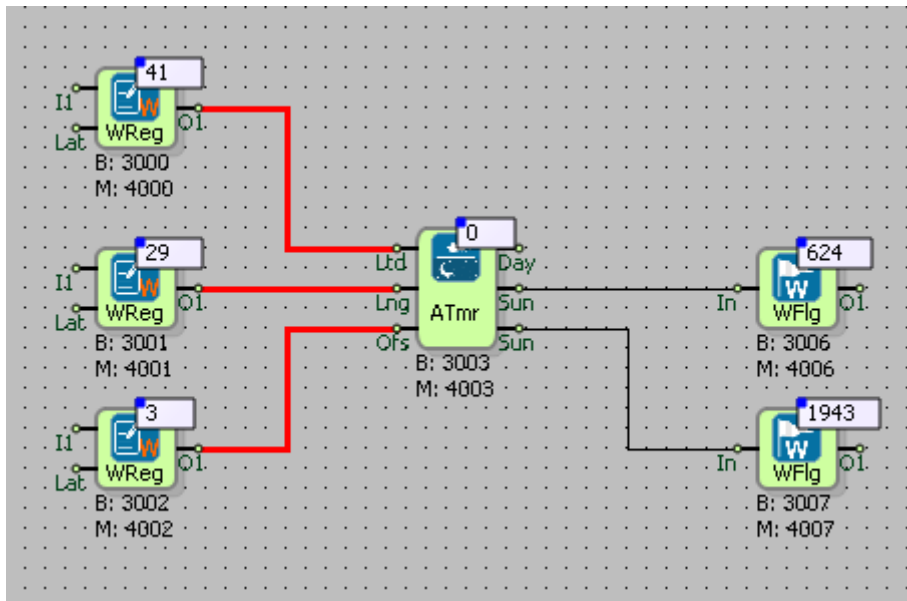 41
I1
O1
Lat
WReg
B: 3000
M: 4000
29
I1
O1
Lat
WReg
B: 3001
M: 4001
3
I1
O1
Lat
WReg
B: 3002
M: 4002
0
Ltd
Day
Lng
Sun
ATmr
Ofs
Sun
B: 3003
M: 4003
624
W
In
O1
WFlg
B: 3006
M: 4006
1943
W
In
O1
WFlg
B: 3007
M: 4007